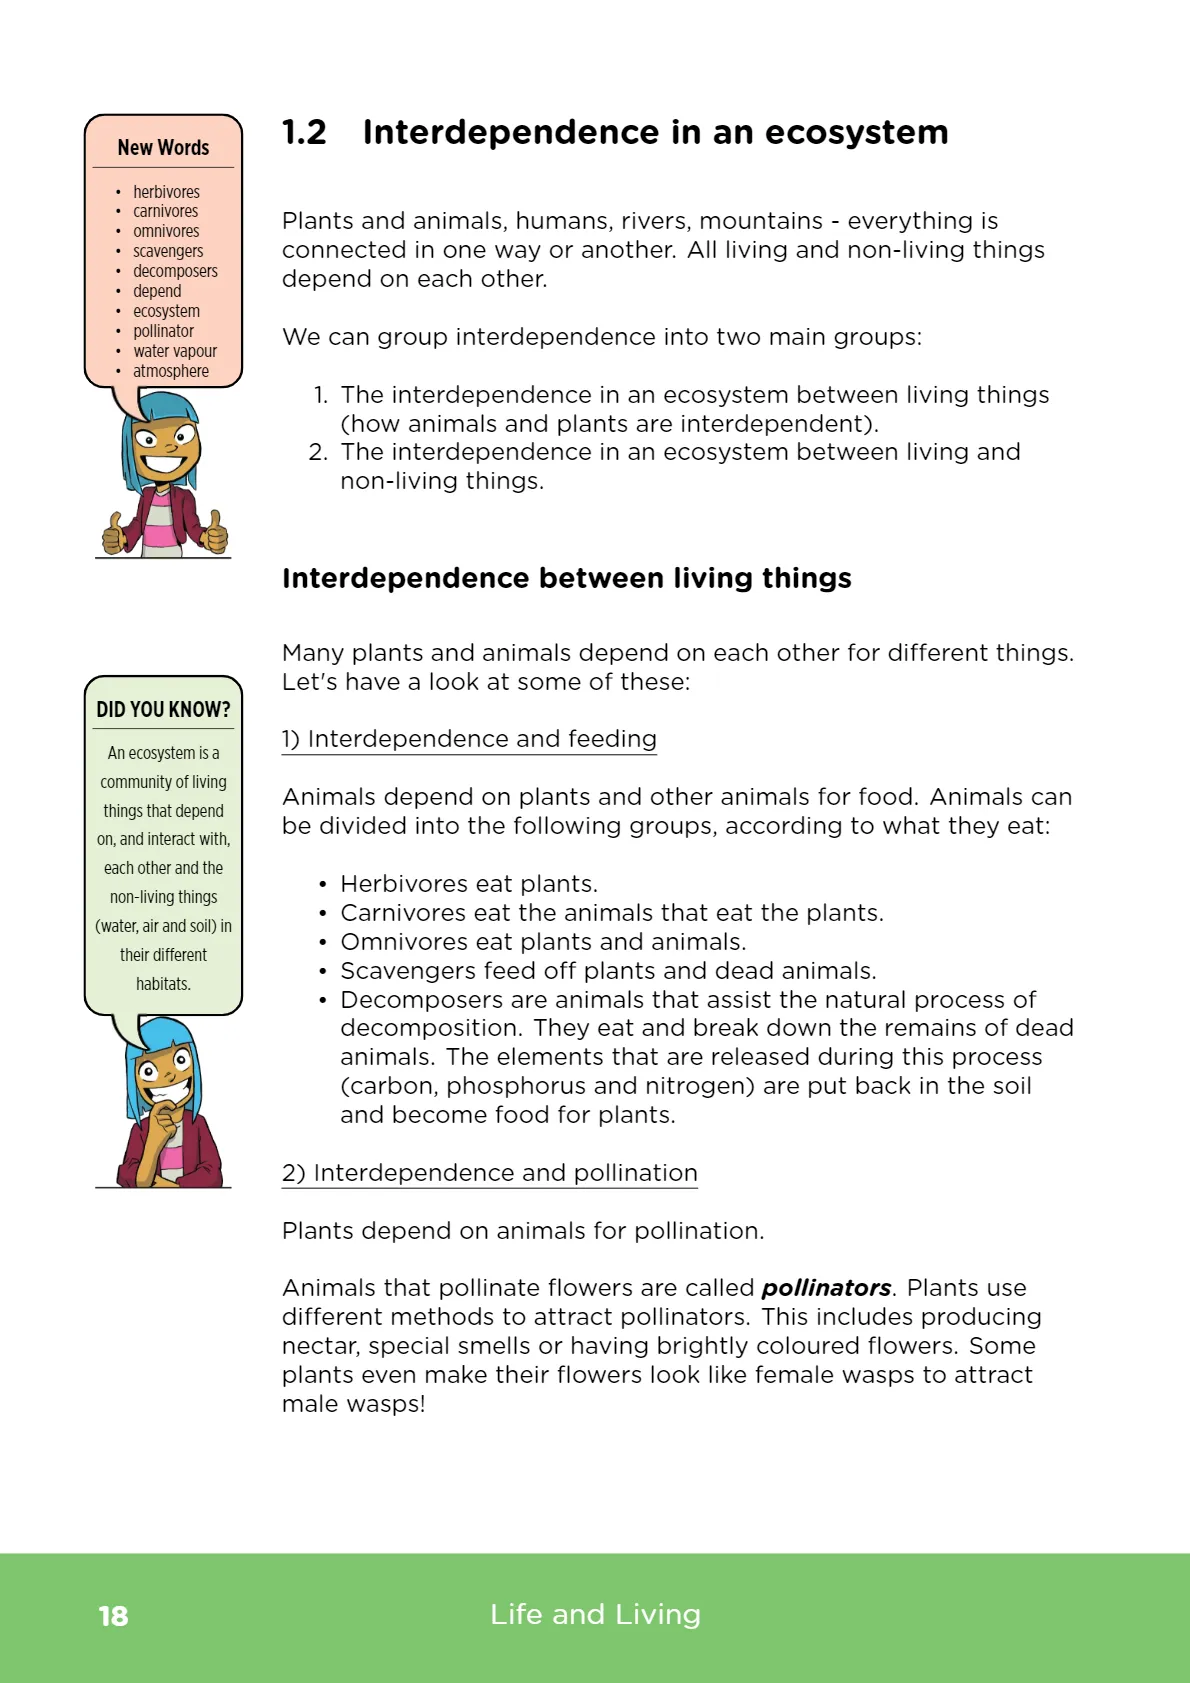 New Words
• herbivores
• carnivores
• omnivores
• scavengers
• decomposers
• depend
• ecosystem
• pollinator
• water vapour
• atmosphere
1.2 Interdependence in an ecosystem
Plants and animals, humans, rivers, mountains - everything is
connected in one way or another. All living and non-living things
depend on each other.
We can group interdependence into two main groups:
1. The interdependence in an ecosystem between living things
(how animals and plants are interdependent).
2. The interdependence in an ecosystem between living and
non-living things.
Interdependence between living things
Many plants and animals depend on each other for different things.
Let's have a look at some of these:
DID YOU KNOW?
An ecosystem is a
community of living
things that depend
on, and interact with,
each other and the
non-living things
(water, air and soil) in
their different
habitats.
1) Interdependence and feeding
Animals depend on plants and other animals for food. Animals can
be divided into the following groups, according to what they eat:
• Herbivores eat plants.
• Carnivores eat the animals that eat the plants.
• Omnivores eat plants and animals.
• Scavengers feed off plants and dead animals.
• Decomposers are animals that assist the natural process of
decomposition. They eat and break down the remains of dead
animals. The elements that are released during this process
(carbon, phosphorus and nitrogen) are put back in the soil
and become food for plants.
2) Interdependence and pollination
Plants depend on animals for pollination.
Animals that pollinate flowers are called pollinators. Plants use
different methods to attract pollinators. This includes producing
nectar, special smells or having brightly coloured flowers. Some
plants even make their flowers look like female wasps to attract
male wasps!
18 Life and Living